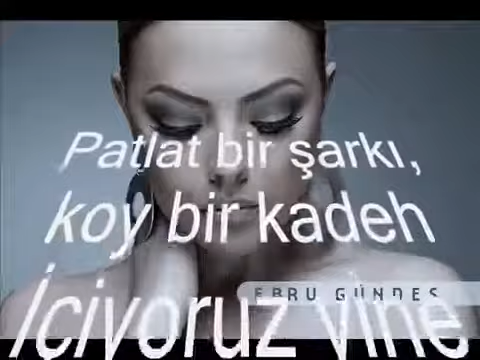 Patlat bir şarkı,
koy bir kadeh
EBRU GÜNDEŞ
İçiyoruz yine